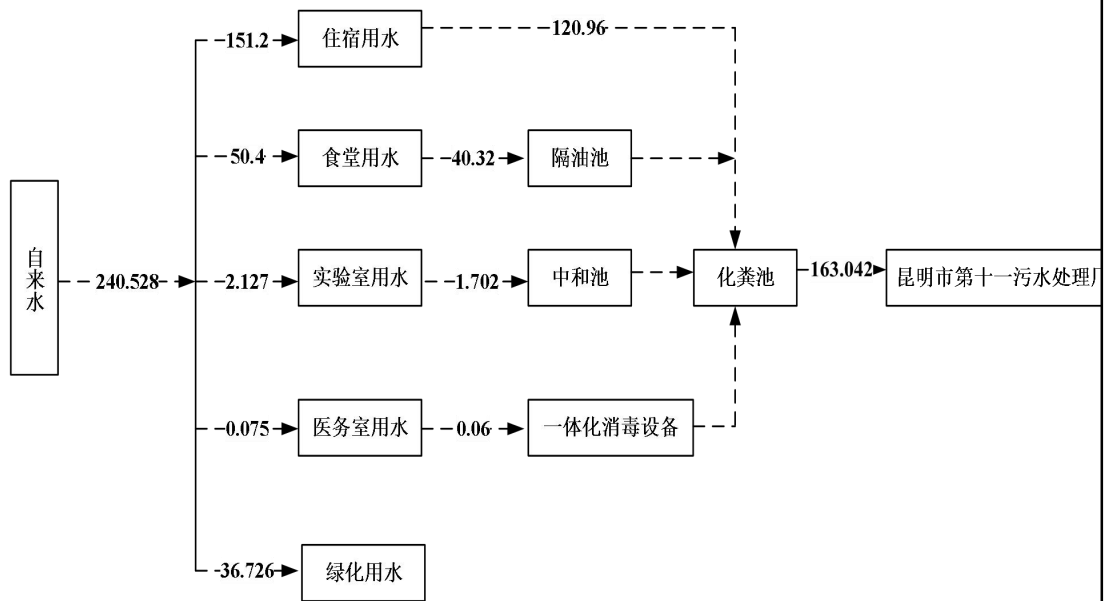 151.2
住宿用水
120.96
50.4
食堂用水
40.32
隔油池
自来水
240.528
2.127
实验室用水
1.702
中和池
化粪池
163.042
昆明市第十一污水处理厂
0.075
医务室用水
0.06
一体化消毒设备
36.726
绿化用水